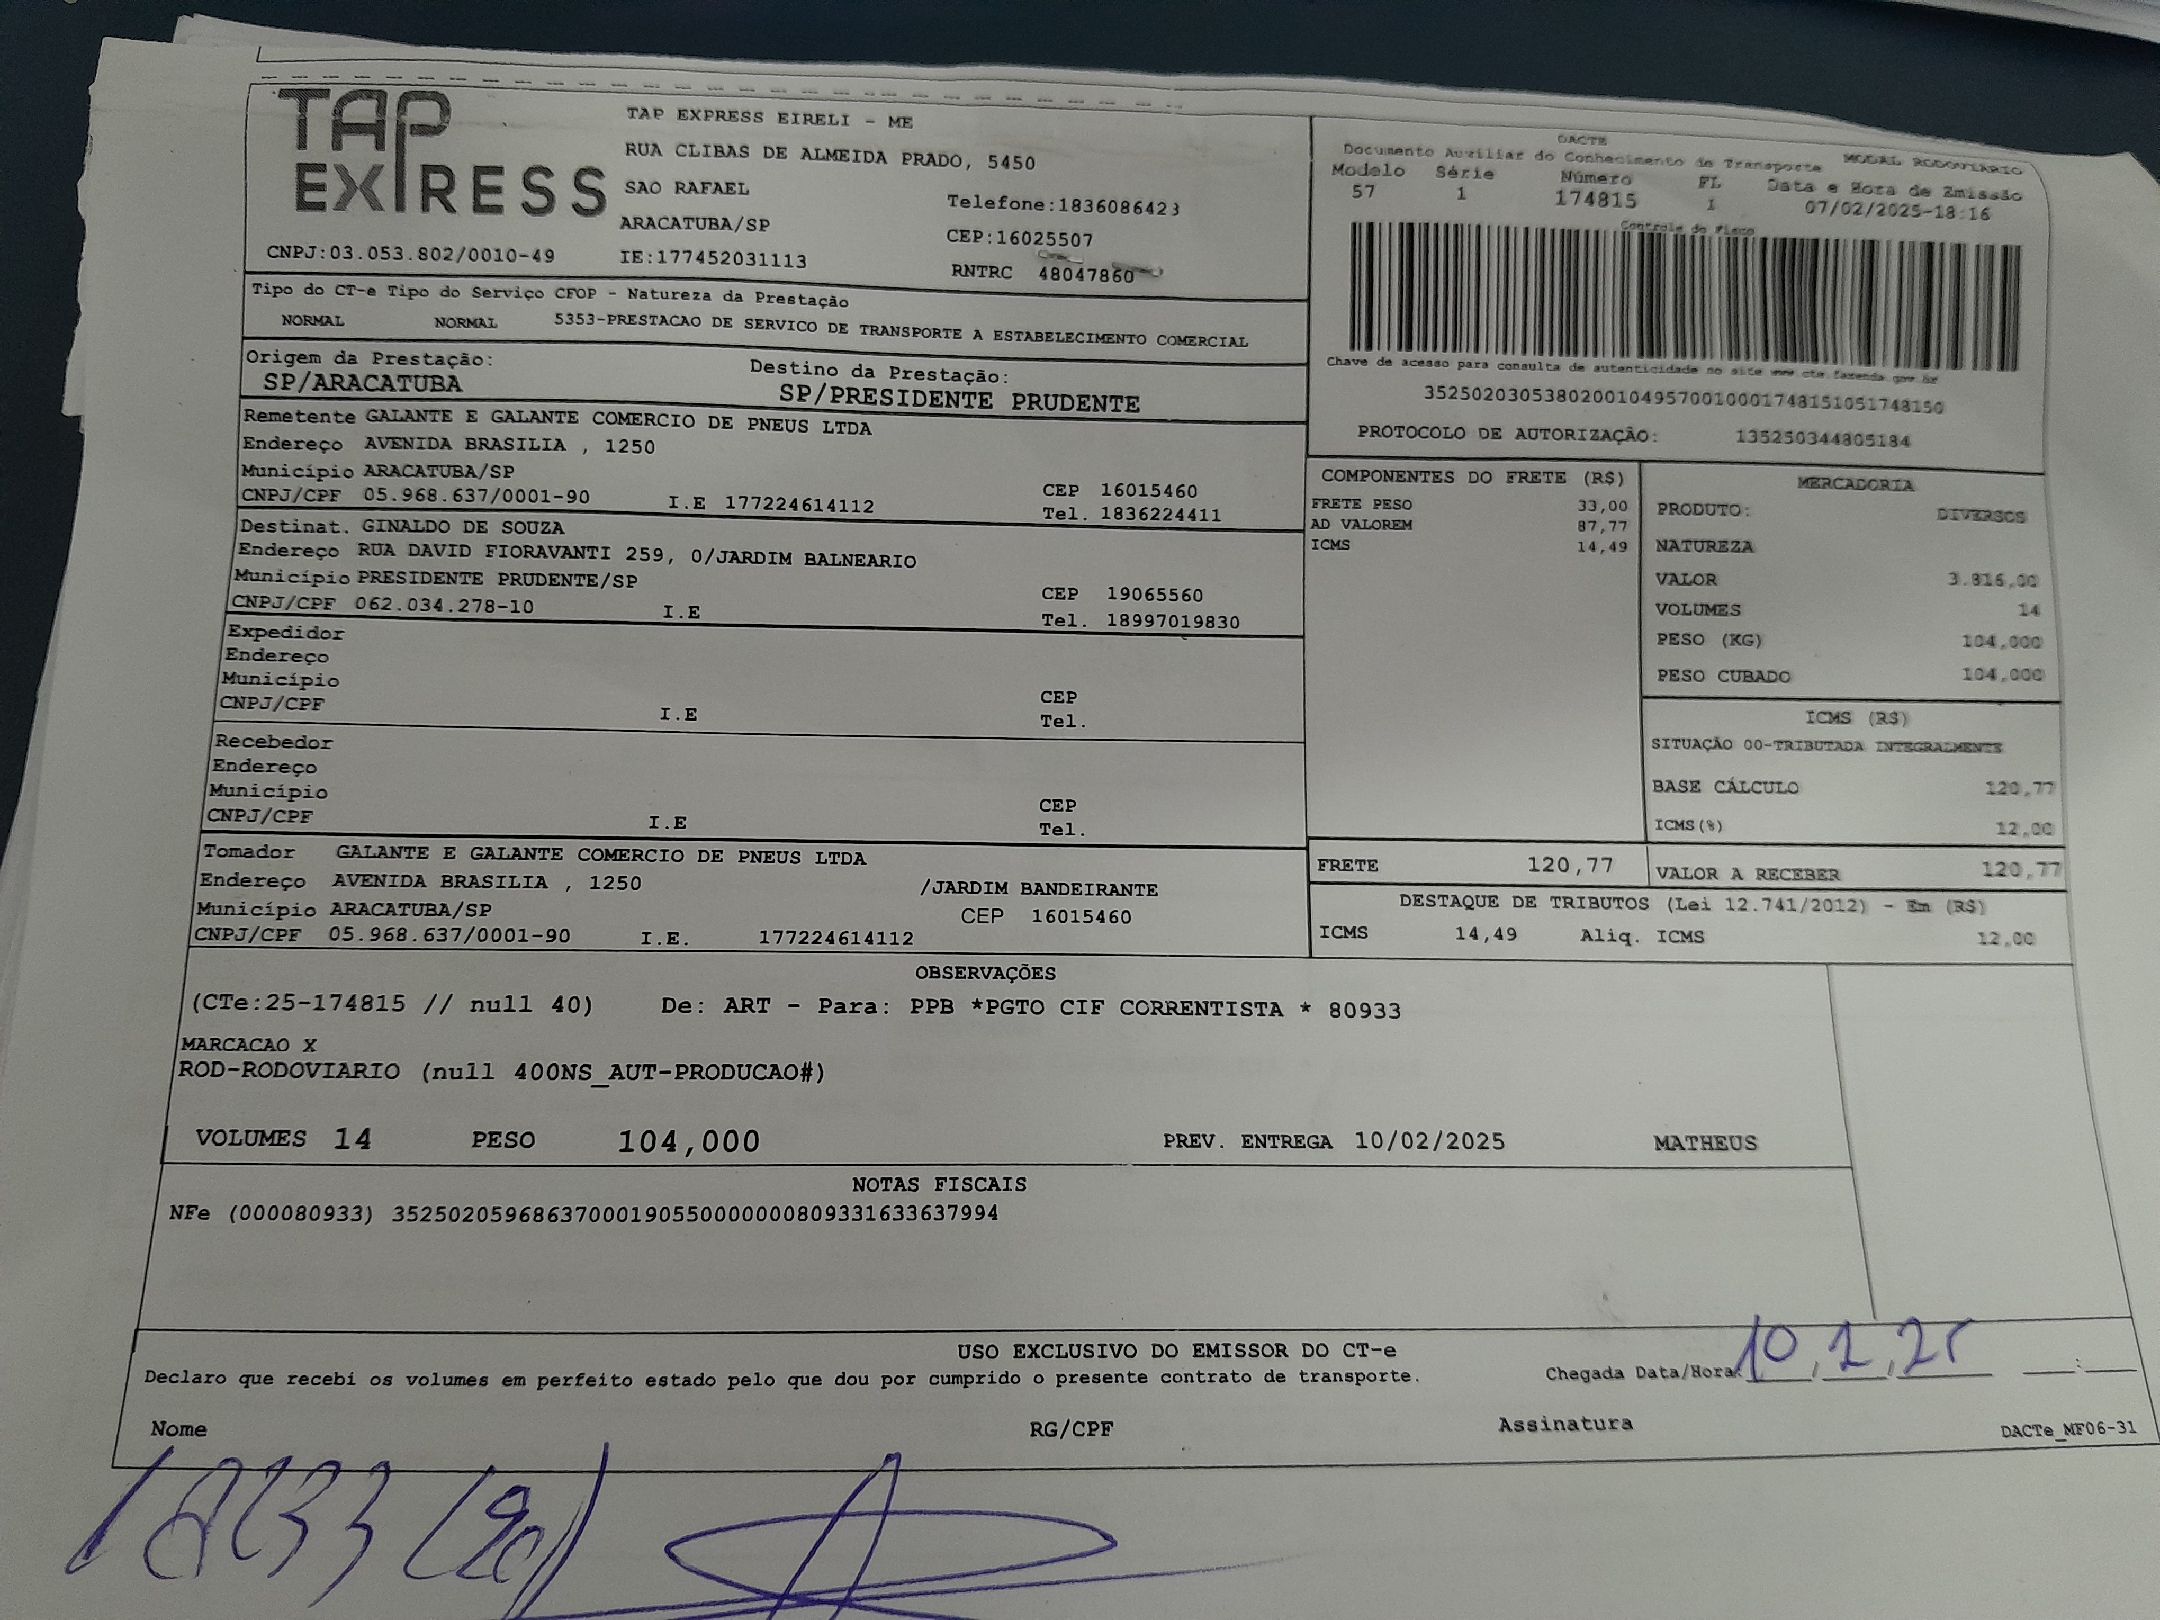 TAP
EXPRESS
TAP EXPRESS EIRELI - ME
RUA CLIBAS DE ALMEIDA PRADO, 5450
SAO RAFAEL
Telefone:1836086423
ARACATUBA/SP
CEP:16025507
CNPJ:03.053.802/0010-49 IE:177452031113 RNTRC 48047860
DACTE
Documento Auxiliar do Conhecimento de Transporte MODAL RODOVIARIO
Modelo Série Número FL Data e Hora de Emissão
57 1 174815 1 07/02/2025-18:16
Controle do Fisco
Chave de acesso para consulta de autenticidade no site www.cte.fazenda.gov.br
35250203053802001049570010001748151051748150
PROTOCOLO DE AUTORIZAÇÃO: 135250344805184
Tipo do CT-e Tipo do Serviço CFOP - Natureza da Prestação
NORMAL NORMAL 5353-PRESTACAO DE SERVICO DE TRANSPORTE A ESTABELECIMENTO COMERCIAL
Origem da Prestação: Destino da Prestação:
SP/ARACATUBA SP/PRESIDENTE PRUDENTE
Remetente GALANTE E GALANTE COMERCIO DE PNEUS LTDA
Endereço AVENIDA BRASILIA , 1250
Município ARACATUBA/SP CEP 16015460
CNPJ/CPF 05.968.637/0001-90 I.E 177224614112 Tel. 1836224411
Destinat. GINALDO DE SOUZA
Endereço RUA DAVID FIORAVANTI 259, 0/JARDIM BALNEARIO
Município PRESIDENTE PRUDENTE/SP CEP 19065560
CNPJ/CPF 062.034.278-10 I.E Tel. 18997019830
Expedidor
Endereço
Município CEP
CNPJ/CPF I.E Tel.
Recebedor
Endereço
Município CEP
CNPJ/CPF I.E Tel.
Tomador GALANTE E GALANTE COMERCIO DE PNEUS LTDA
Endereço AVENIDA BRASILIA , 1250 /JARDIM BANDEIRANTE
Município ARACATUBA/SP CEP 16015460
CNPJ/CPF 05.968.637/0001-90 I.E. 177224614112
COMPONENTES DO FRETE (R$)
FRETE PESO 33,00
AD VALOREM 87,77
ICMS 14,49
MERCADORIA
PRODUTO: DIVERSOS
NATUREZA
VALOR 3.816,00
VOLUMES 14
PESO (KG) 104,000
PESO CUBADO 104,000
ICMS (R$)
SITUAÇÃO 00-TRIBUTADA INTEGRALMENTE
BASE CÁLCULO 120,77
ICMS(%) 12,00
FRETE 120,77 VALOR A RECEBER 120,77
DESTAQUE DE TRIBUTOS (Lei 12.741/2012) - Em (R$)
ICMS 14,49 Aliq. ICMS 12,00
OBSERVAÇÕES
(CTe:25-174815 // null 40) De: ART - Para: PPB *PGTO CIF CORRENTISTA * 80933
MARCACAO X
ROD-RODOVIARIO (null 400NS_AUT-PRODUCAO#)
VOLUMES 14 PESO 104,000 PREV. ENTREGA 10/02/2025 MATHEUS
NOTAS FISCAIS
NFe (000080933) 35250205968637000190550000000809331633637994
USO EXCLUSIVO DO EMISSOR DO CT-e
Declaro que recebi os volumes em perfeito estado pelo que dou por cumprido o presente contrato de transporte. Chegada Data/Hora 10, 2, 25 :
Nome RG/CPF Assinatura DACTe_MF06-31